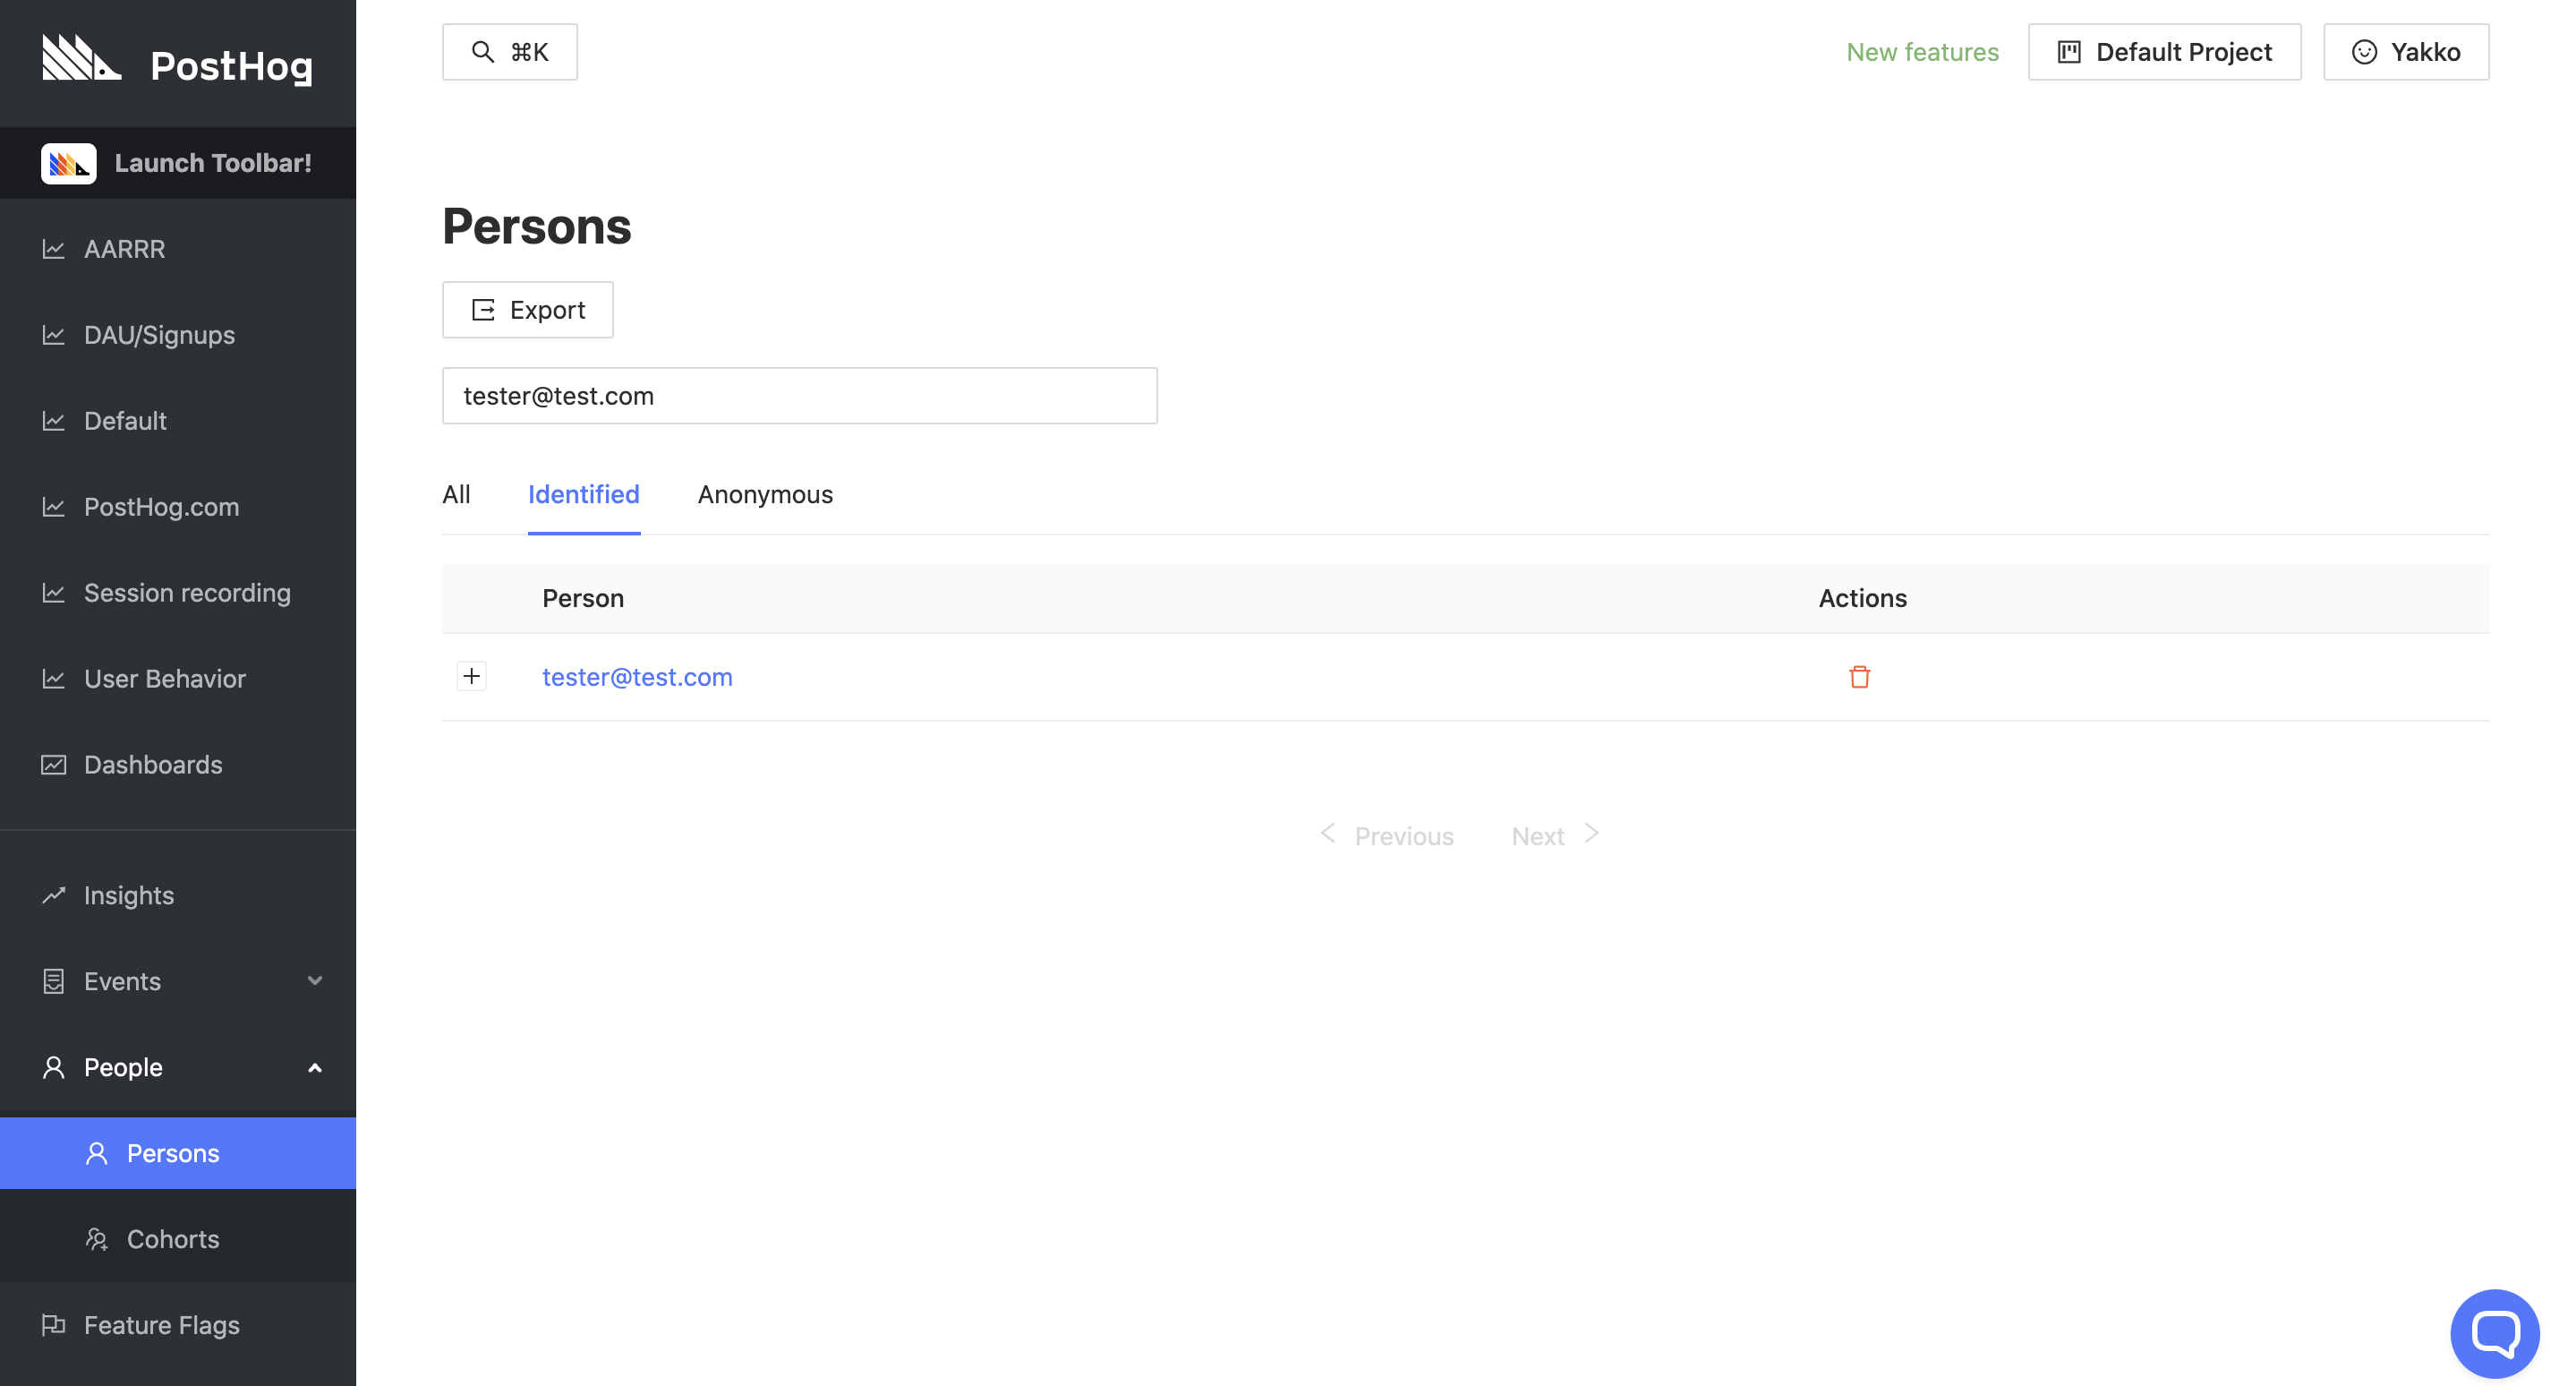 PostHog
Launch Toolbar!
AARRR
DAU/Signups
Default
PostHog.com
Session recording
User Behavior
Dashboards
Insights
Events
People
Persons
Cohorts
Feature Flags
⌘K
New features
Default Project
Yakko
Persons
Export
tester@test.com
All Identified Anonymous
Person Actions
tester@test.com
Previous Next